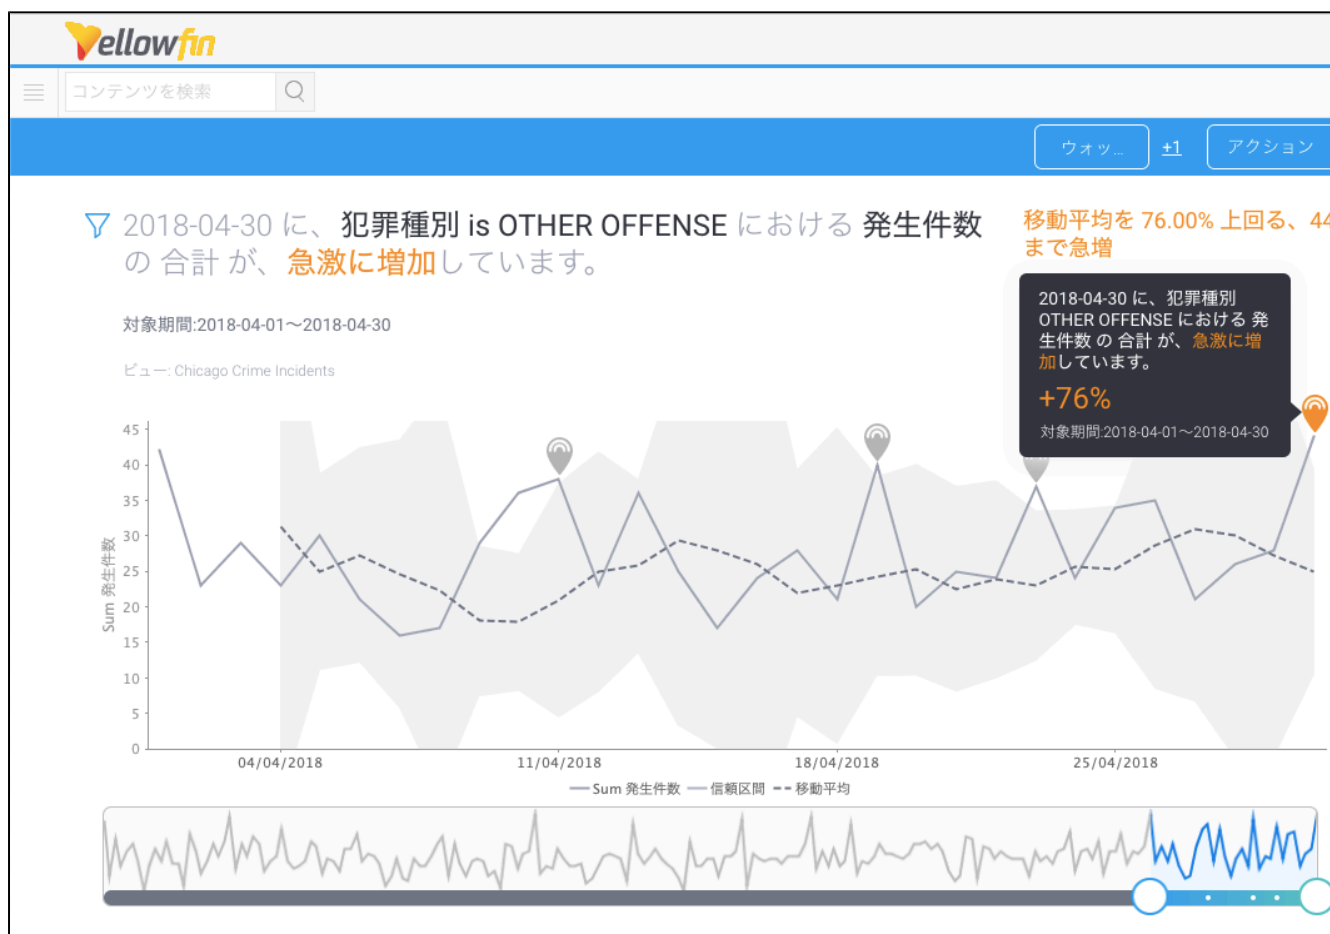 Yellowfin
コンテンツを検索
ウォッ...
+1
アクション
2018-04-30 に、犯罪種別 is OTHER OFFENSE における 発生件数
の 合計 が、急激に増加しています。
移動平均を 76.00% 上回る、44
まで急増
対象期間:2018-04-01～2018-04-30
ビュー: Chicago Crime Incidents
2018-04-30 に、犯罪種別
OTHER OFFENSE における 発
生件数 の 合計 が、急激に増
加しています。
+76%
対象期間:2018-04-01～2018-04-30
Sum 発生件数
45
40
35
30
25
20
15
10
5
0
04/04/2018
11/04/2018
18/04/2018
25/04/2018
Sum 発生件数
信頼区間
移動平均